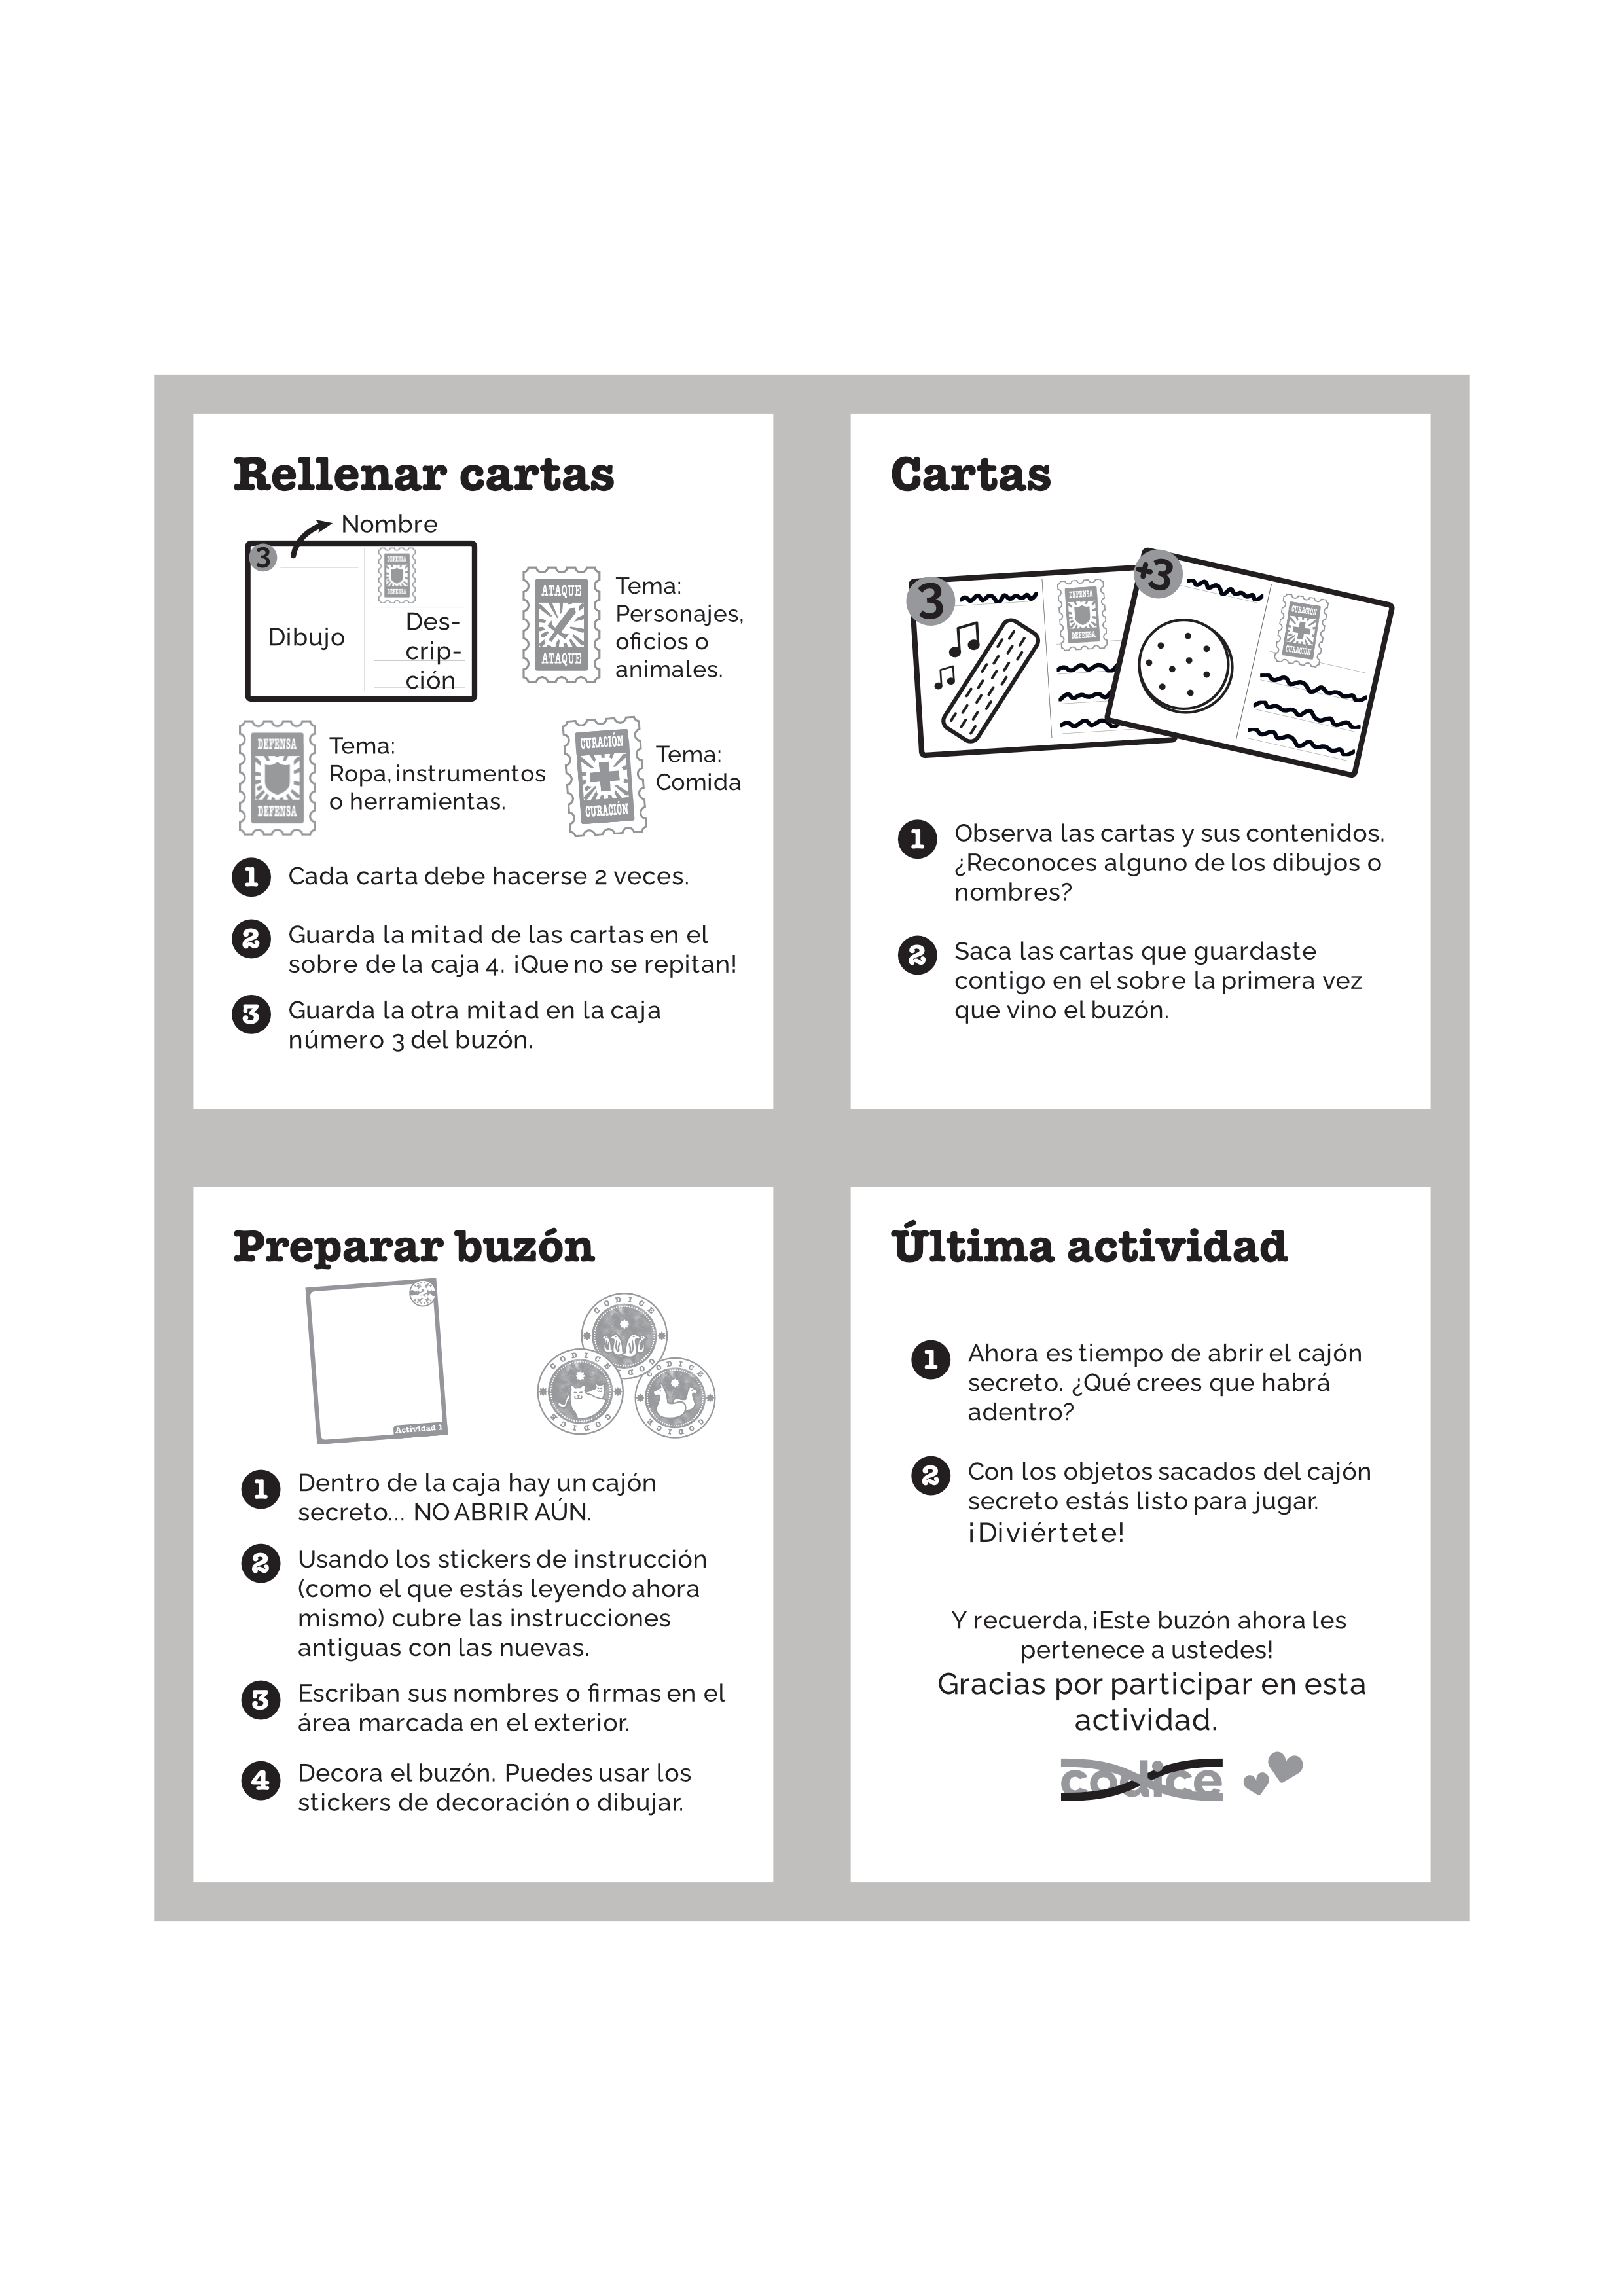 Rellenar cartas
Nombre
3
DEFENSA
DEFENSA
Dibujo
Des-
crip-
ción
ATAQUE
ATAQUE
Tema:
Personajes,
oficios o
animales.
DEFENSA
DEFENSA
Tema:
Ropa, instrumentos
o herramientas.
CURACIÓN
CURACIÓN
Tema:
Comida
1
Cada carta debe hacerse 2 veces.
2
Guarda la mitad de las cartas en el
sobre de la caja 4. ¡Que no se repitan!
3
Guarda la otra mitad en la caja
número 3 del buzón.
Cartas
3
DEFENSA
DEFENSA
+3
CURACIÓN
CURACIÓN
1
Observa las cartas y sus contenidos.
¿Reconoces alguno de los dibujos o
nombres?
2
Saca las cartas que guardaste
contigo en el sobre la primera vez
que vino el buzón.
Preparar buzón
Actividad 1
CODICE
CODICE
CODICE
CODICE
CODICE
CODICE
1
Dentro de la caja hay un cajón
secreto... NO ABRIR AÚN.
2
Usando los stickers de instrucción
(como el que estás leyendo ahora
mismo) cubre las instrucciones
antiguas con las nuevas.
3
Escriban sus nombres o firmas en el
área marcada en el exterior.
4
Decora el buzón. Puedes usar los
stickers de decoración o dibujar.
Última actividad
1
Ahora es tiempo de abrir el cajón
secreto. ¿Qué crees que habrá
adentro?
2
Con los objetos sacados del cajón
secreto estás listo para jugar.
¡Diviértete!
Y recuerda, ¡Este buzón ahora les
pertenece a ustedes!
Gracias por participar en esta
actividad.
codice